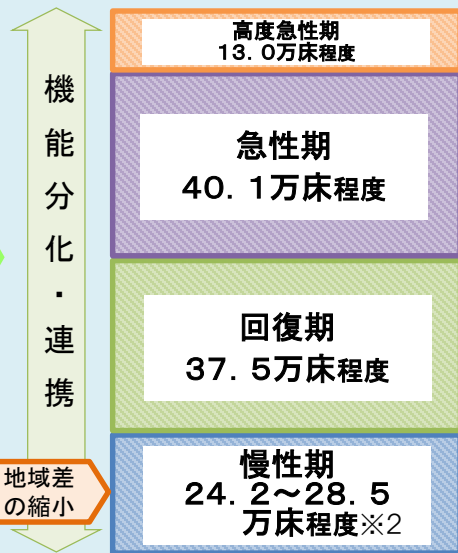 高度急性期
13.0万床程度
機能分化・連携
急性期
40.1万床程度
回復期
37.5万床程度
地域差
の縮小
慢性期
24.2～28.5
万床程度※2